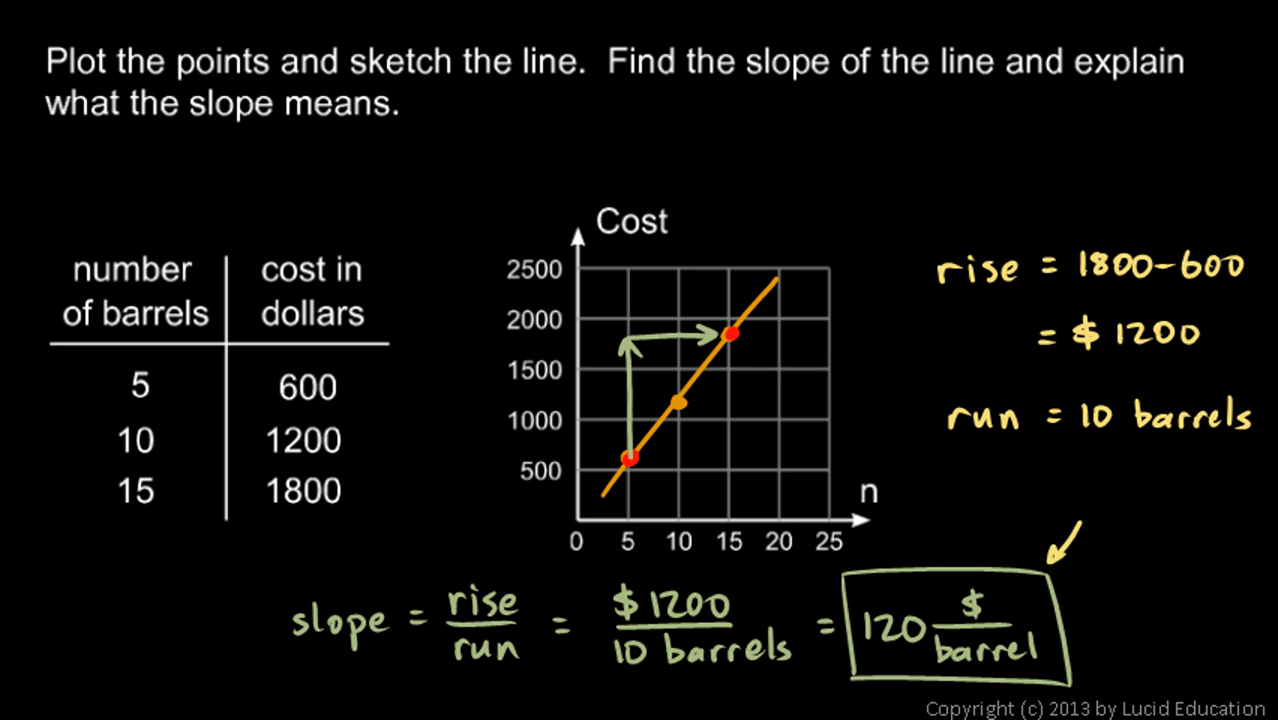 Plot the points and sketch the line. Find the slope of the line and explain
what the slope means.
number
of barrels
cost in
dollars
5 600
10 1200
15 1800
Cost
2500
2000
1500
1000
500
n
0 5 10 15 20 25
rise = 1800-600
= $ 1200
run = 10 barrels
slope = rise/run = $ 1200/10 barrels = 120 $/barrel
Copyright (c) 2013 by Lucid Education